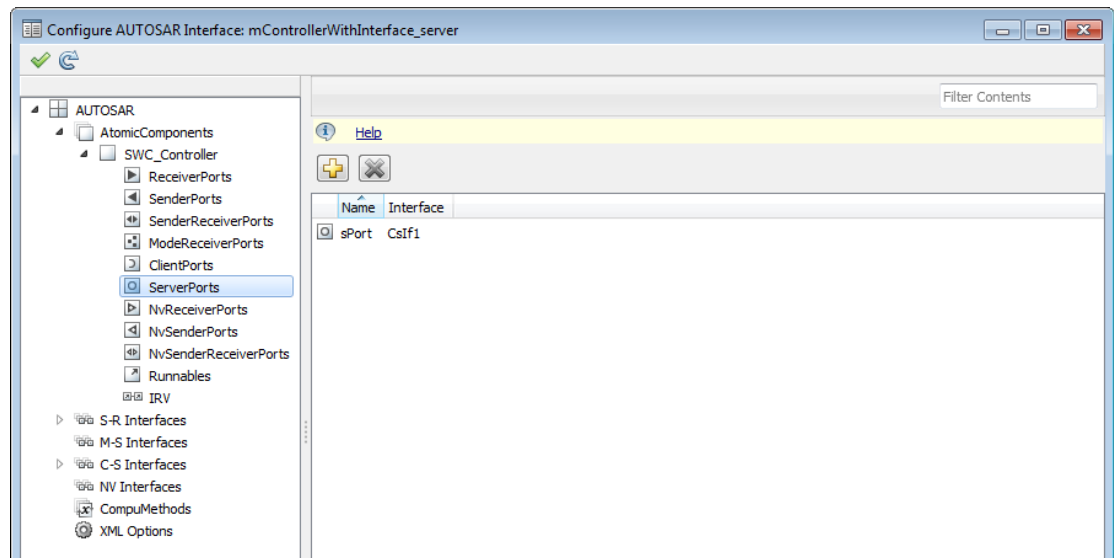 Configure AUTOSAR Interface: mControllerWithInterface_server
Filter Contents
AUTOSAR
AtomicComponents
SWC_Controller
ReceiverPorts
SenderPorts
SenderReceiverPorts
ModeReceiverPorts
ClientPorts
ServerPorts
NvReceiverPorts
NvSenderPorts
NvSenderReceiverPorts
Runnables
IRV
S-R Interfaces
M-S Interfaces
C-S Interfaces
NV Interfaces
CompuMethods
XML Options
Help
Name Interface
sPort CsIf1